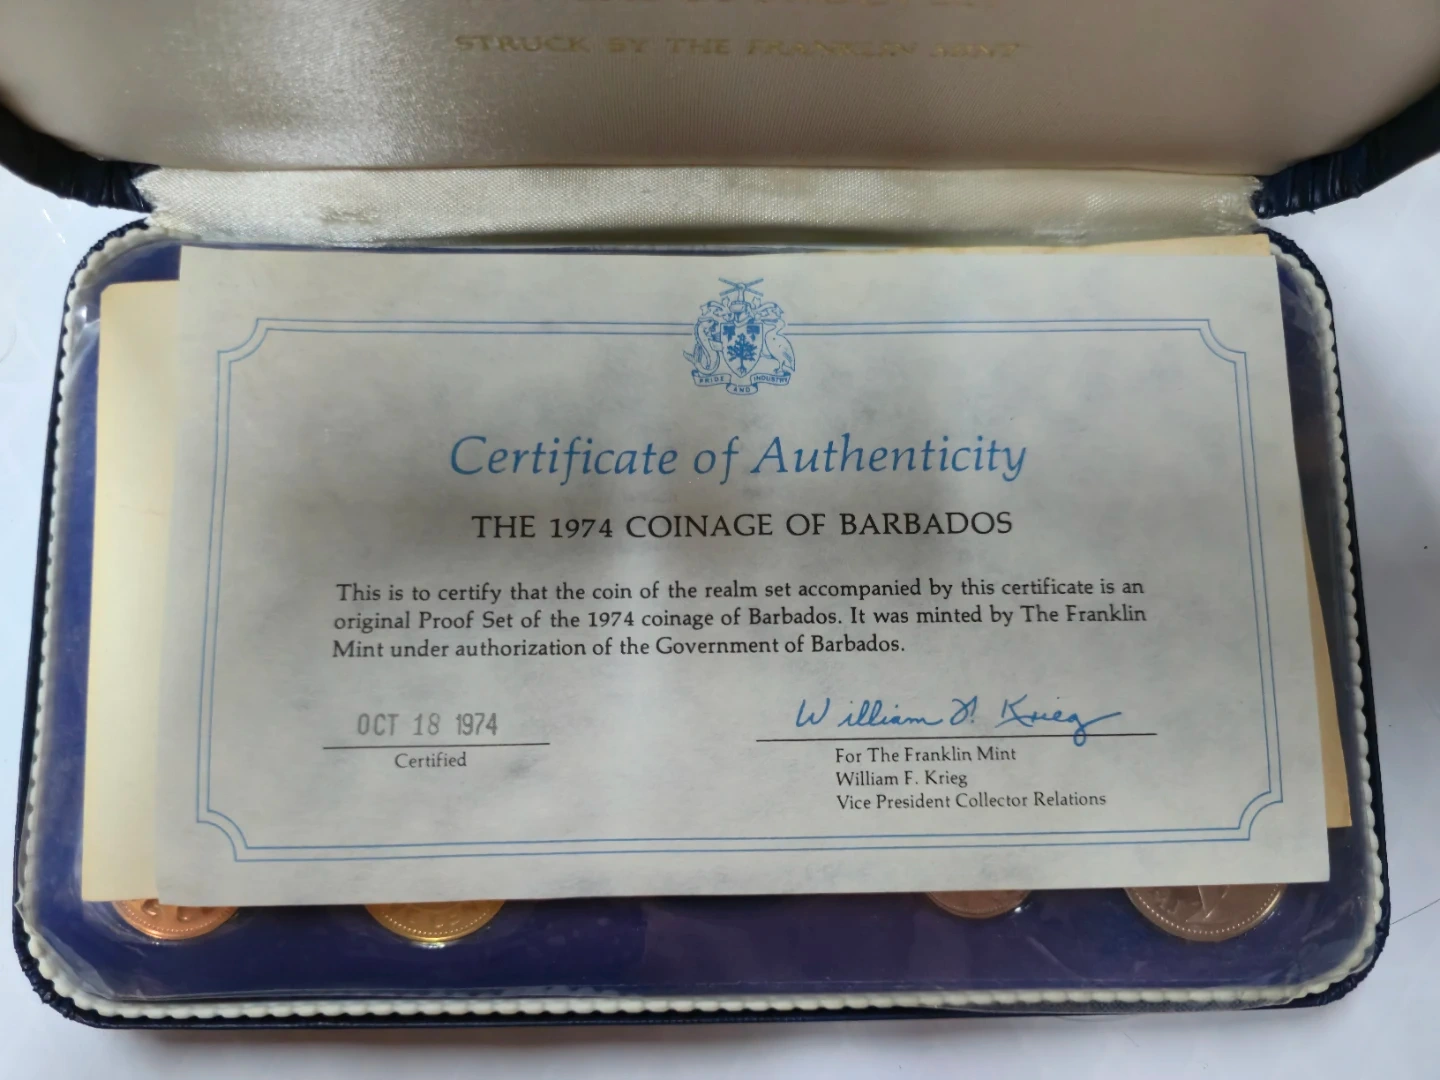 STRUCK BY THE FRANKLIN MINT
PRIDE AND INDUSTRY
Certificate of Authenticity
THE 1974 COINAGE OF BARBADOS
This is to certify that the coin of the realm set accompanied by this certificate is an
original Proof Set of the 1974 coinage of Barbados. It was minted by The Franklin
Mint under authorization of the Government of Barbados.
OCT 18 1974
Certified
William F. Krieg
For The Franklin Mint
William F. Krieg
Vice President Collector Relations